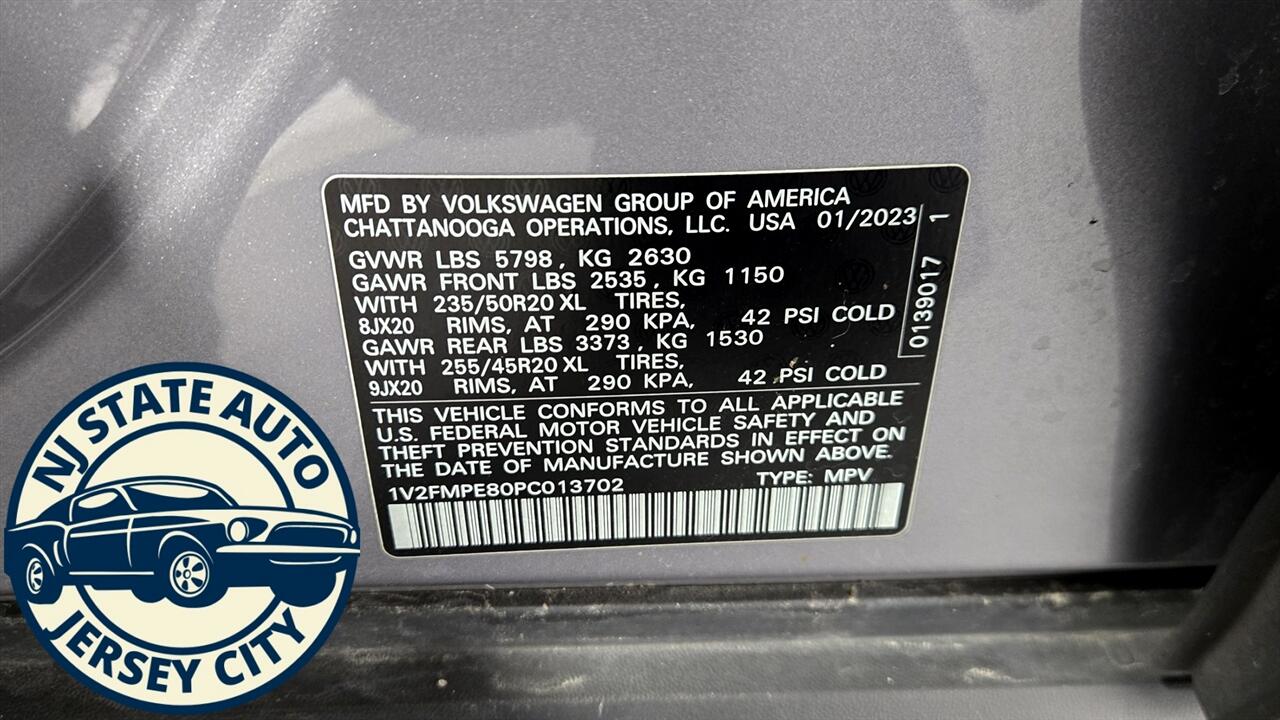 MFD BY VOLKSWAGEN GROUP OF AMERICA
CHATTANOOGA OPERATIONS, LLC. USA 01/2023
GVWR LBS 5798, KG 2630
GAWR FRONT LBS 2535, KG 1150
WITH 235/50R20 XL TIRES,
8JX20 RIMS, AT 290 KPA, 42 PSI COLD
GAWR REAR LBS 3373, KG 1530
WITH 255/45R20 XL TIRES,
9JX20 RIMS, AT 290 KPA, 42 PSI COLD
THIS VEHICLE CONFORMS TO ALL APPLICABLE
U.S. FEDERAL MOTOR VEHICLE SAFETY AND
THEFT PREVENTION STANDARDS IN EFFECT ON
THE DATE OF MANUFACTURE SHOWN ABOVE.
1V2FMPE80PC013702 TYPE: MPV
0139017 1
NJ STATE AUTO
JERSEY CITY